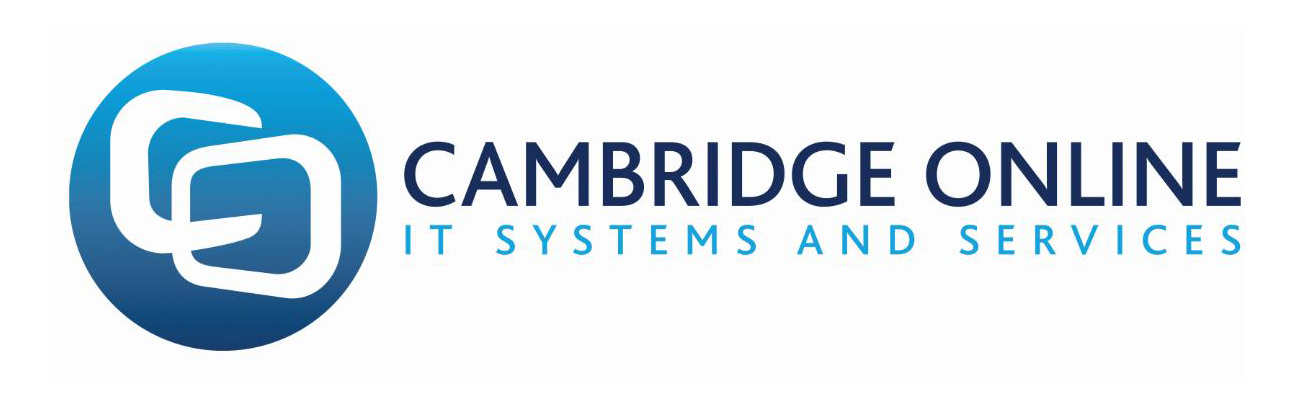 CAMBRIDGE ONLINE
IT SYSTEMS AND SERVICES